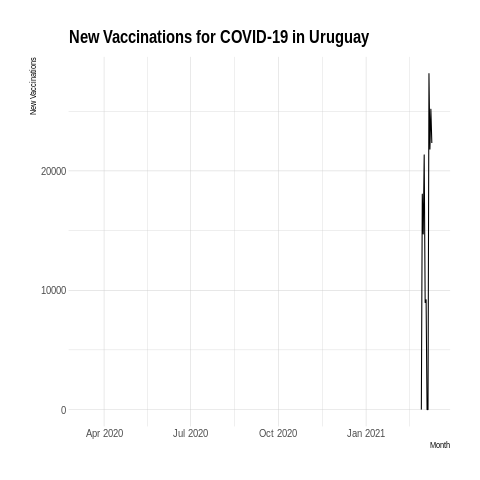 New Vaccinations for COVID-19 in Uruguay
New Vaccinations
20000
10000
0
Apr 2020 Jul 2020 Oct 2020 Jan 2021
Month